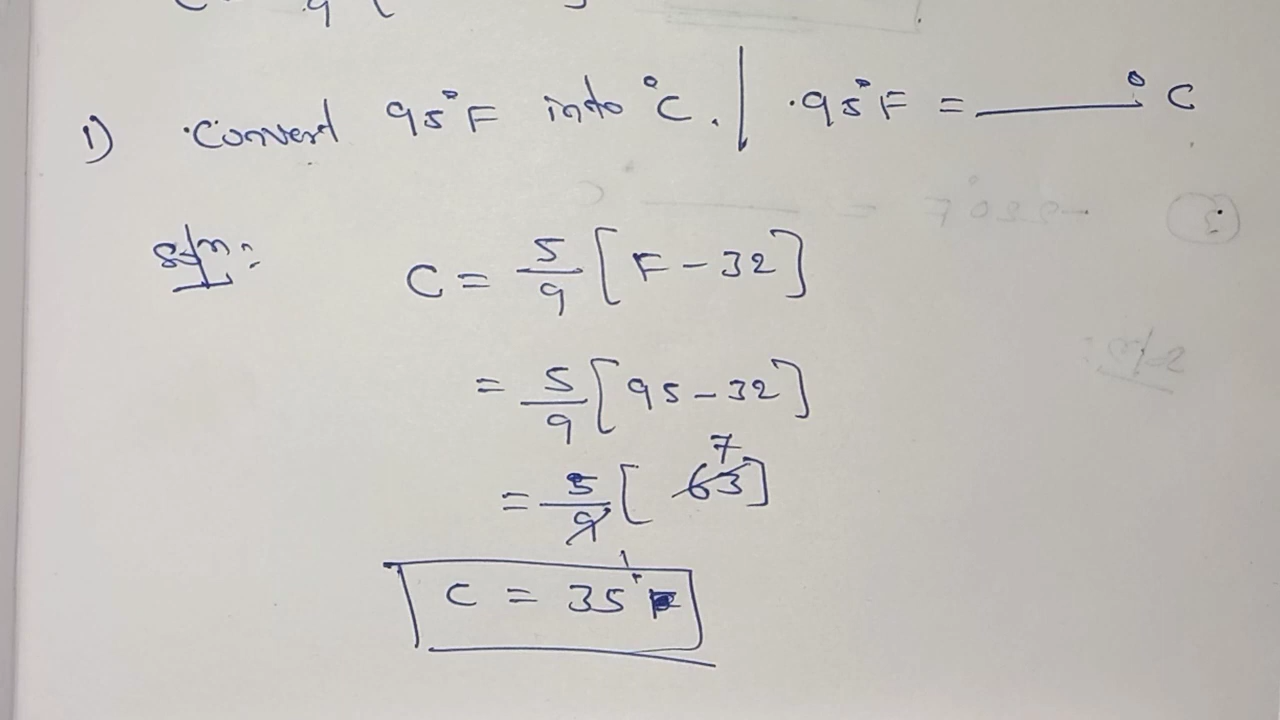 1) Convert 95°F into °C. | 95°F = ______ °C
Soln:
C = 5/9 [F - 32]
= 5/9 [95 - 32]
= 5/9 [63] 7
1
C = 35° F